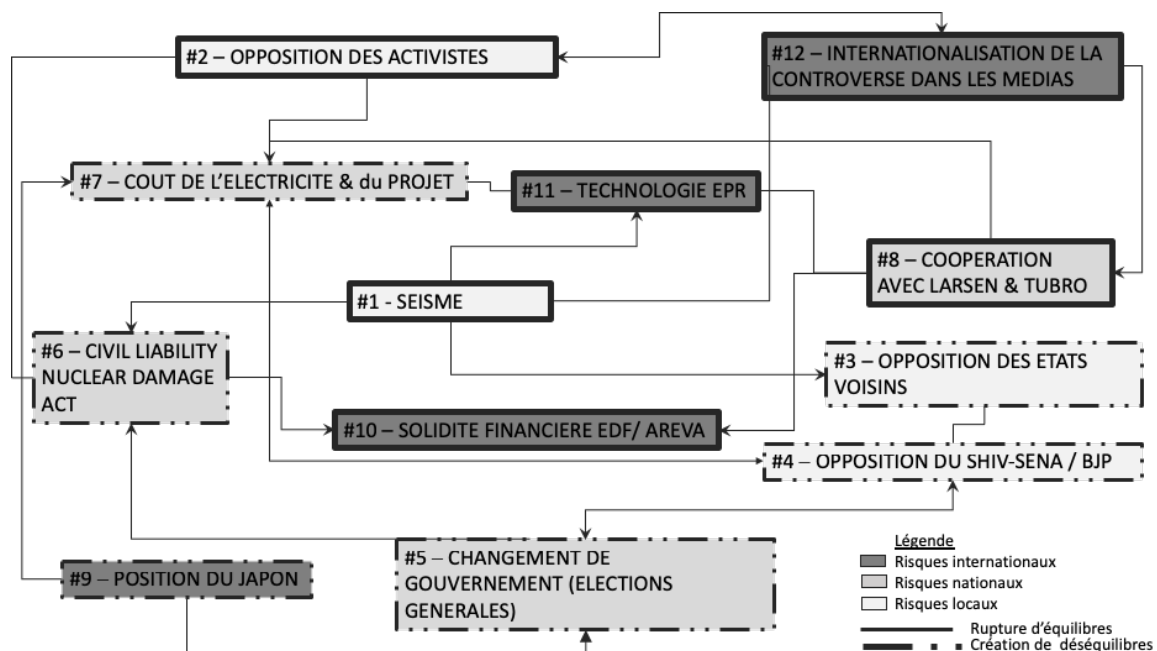 #2 – OPPOSITION DES ACTIVISTES
#12 – INTERNATIONALISATION DE LA
CONTROVERSE DANS LES MEDIAS
#7 – COUT DE L'ELECTRICITE & du PROJET
#11 – TECHNOLOGIE EPR
#8 – COOPERATION
AVEC LARSEN & TUBRO
#1 - SEISME
#6 – CIVIL LIABILITY
NUCLEAR DAMAGE
ACT
#3 – OPPOSITION DES ETATS
VOISINS
#10 – SOLIDITE FINANCIERE EDF/ AREVA
#4 – OPPOSITION DU SHIV-SENA / BJP
#5 – CHANGEMENT DE
GOUVERNEMENT (ELECTIONS
GENERALES)
#9 – POSITION DU JAPON
Légende
Risques internationaux
Risques nationaux
Risques locaux
Rupture d'équilibres
Création de déséquilibres